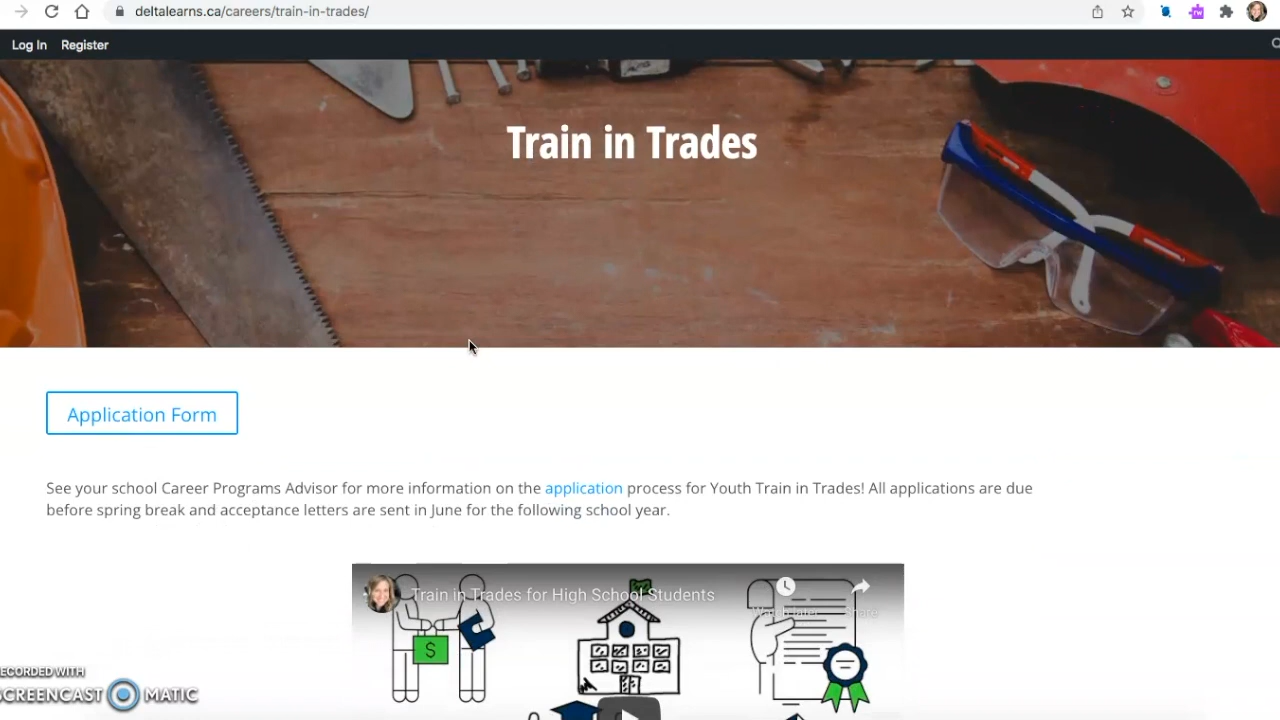 deltalearns.ca/careers/train-in-trades/
Log In Register
Train in Trades
Application Form
See your school Career Programs Advisor for more information on the application process for Youth Train in Trades! All applications are due
before spring break and acceptance letters are sent in June for the following school year.
Train in Trades for High School Students
Watch later Share
$
ECORDED WITH
SCREENCAST MATIC